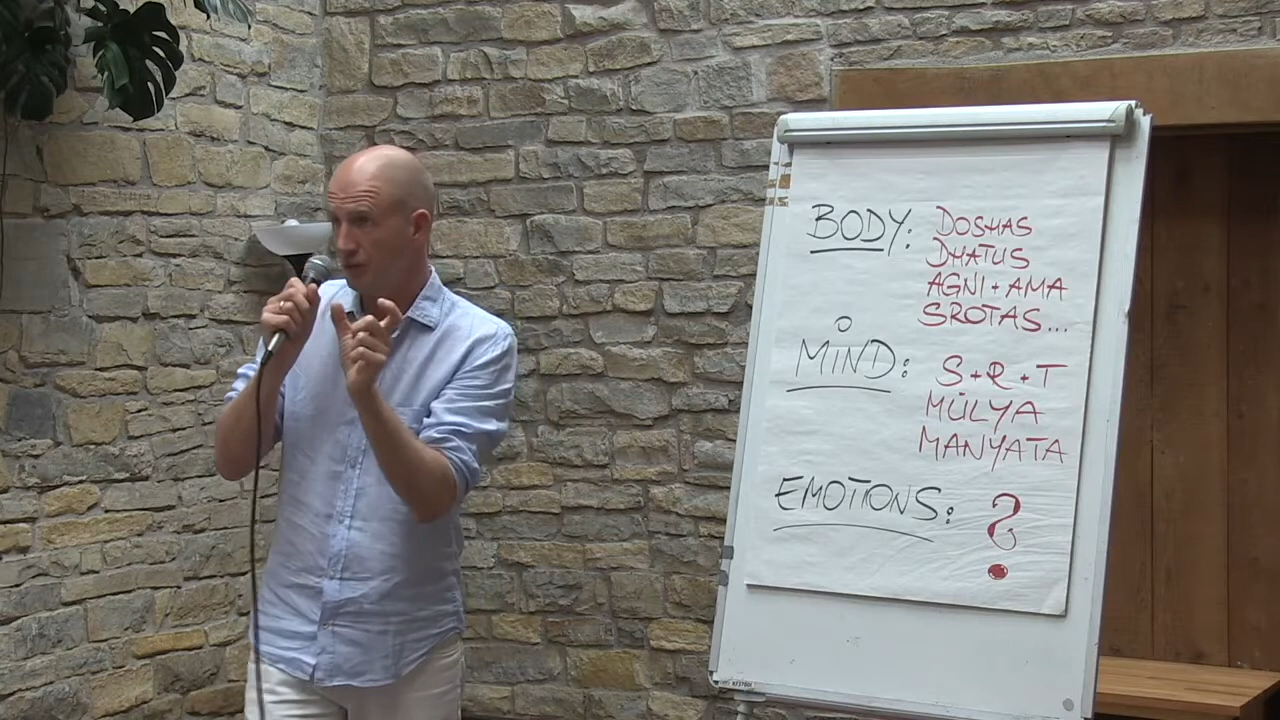 BODY: DOSHAS
DHATUS
AGNI + AMA
SROTAS...
MIND: S+R+T
MŪLYA
MANYATA
EMOTIONS: ?